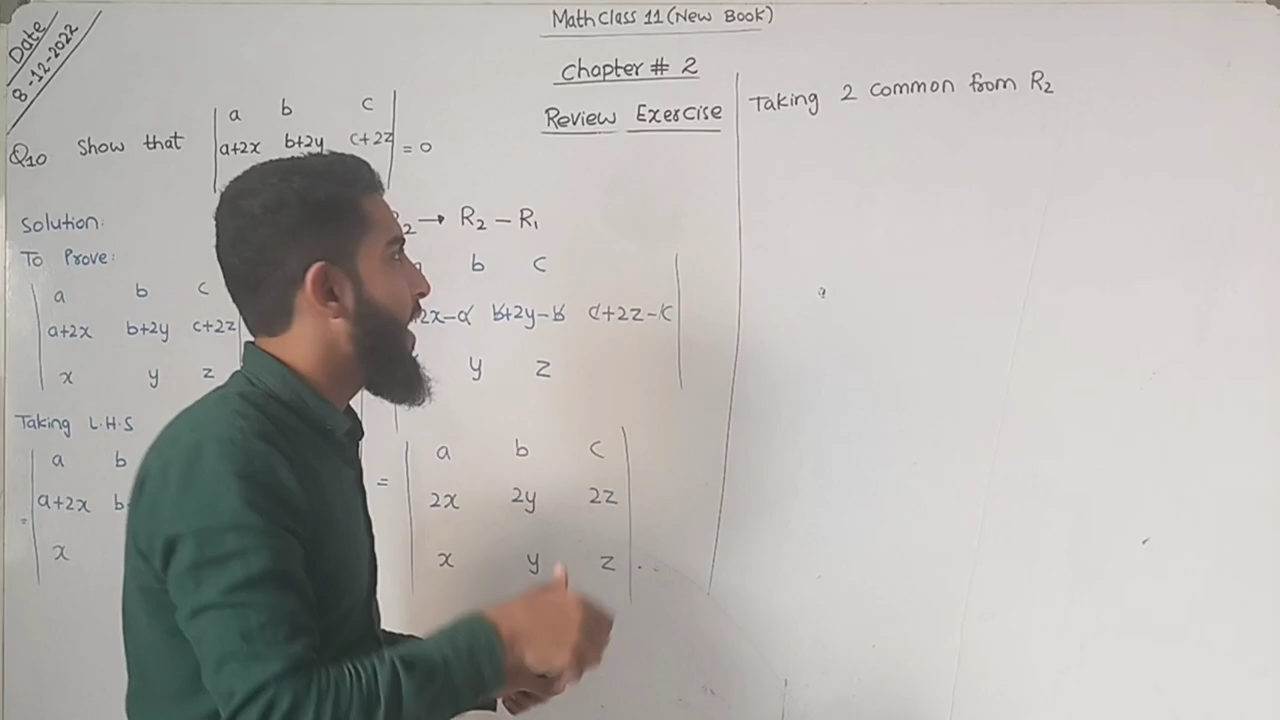 Date
8-12-2022
Math Class 11 (New Book)
Chapter # 2
Review Exercise
Q10 Show that
a b c
a+2x b+2y c+2z = 0
Solution:
To Prove:
a b c
a+2x b+2y c+2z
x y z
Taking L.H.S
a b
= a+2x b
x
2 → R2 - R1
b c
2x-a b+2y-b c+2z-c
y z
a b c
= 2x 2y 2z
x y z
Taking 2 common from R2